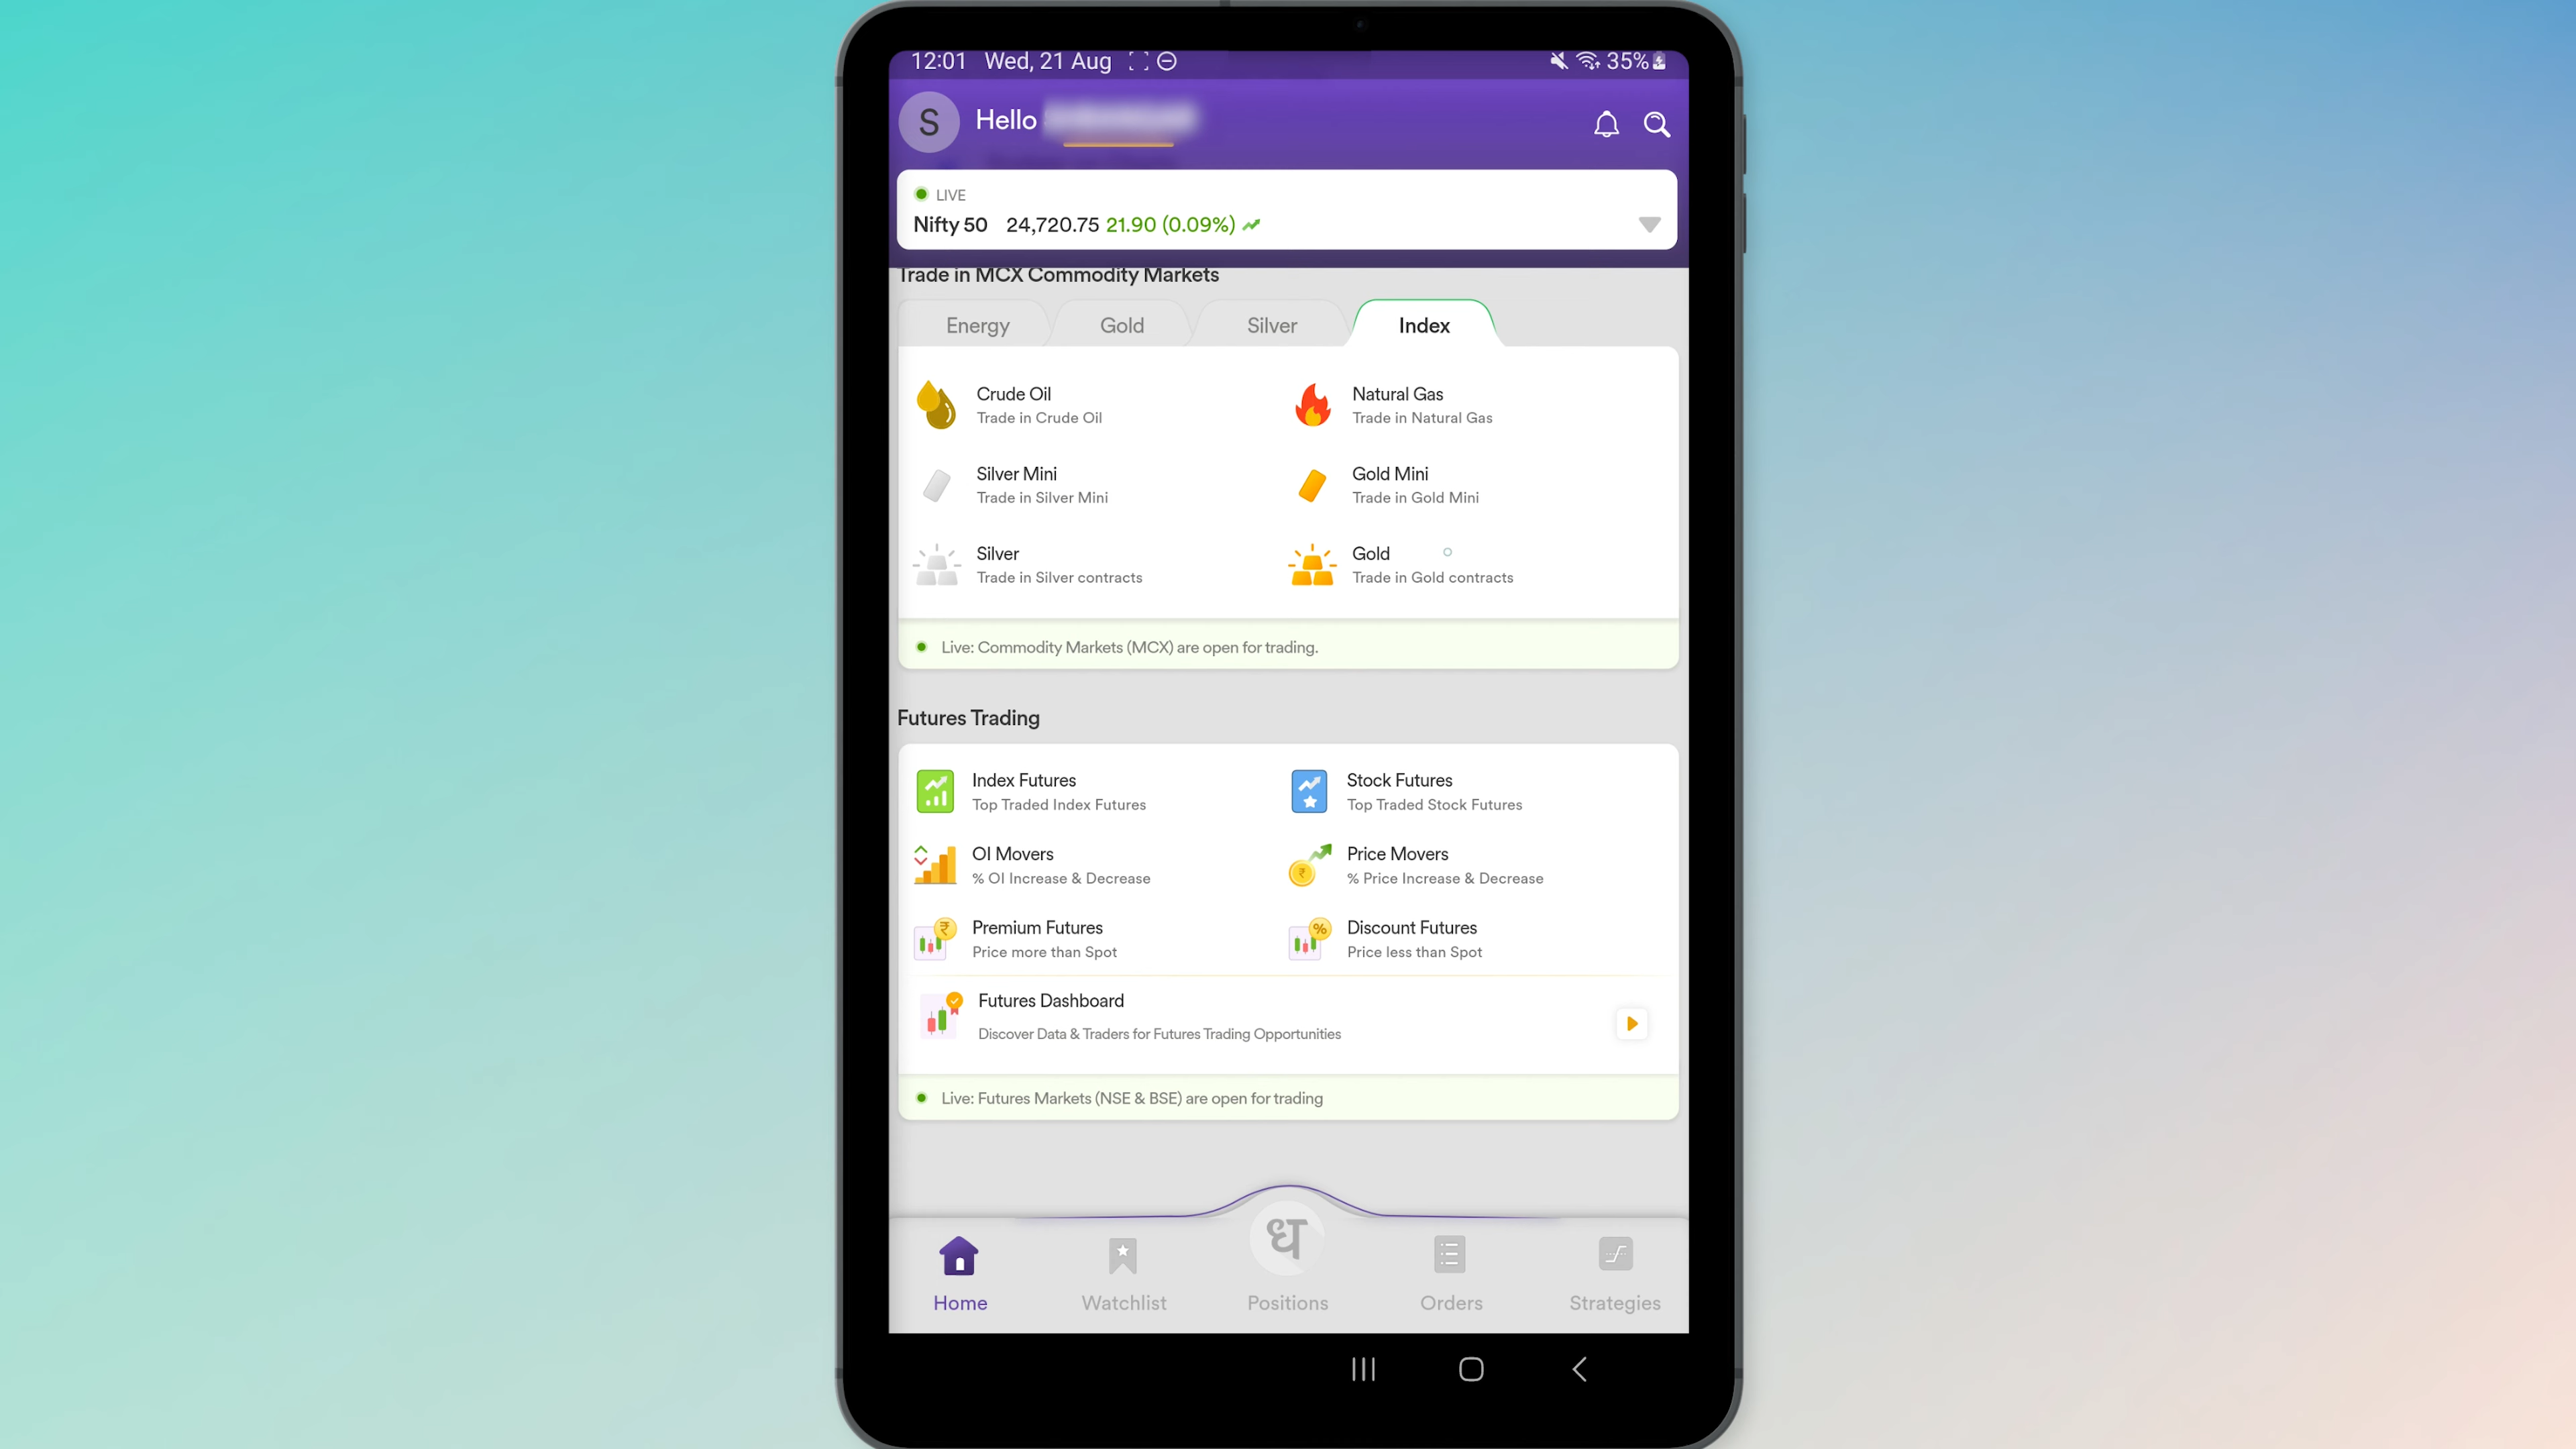 12:01 Wed, 21 Aug 35%
S Hello
LIVE
Nifty 50 24,720.75 21.90 (0.09%)
Trade in MCX Commodity Markets
Energy Gold Silver Index
Crude Oil Natural Gas
Trade in Crude Oil Trade in Natural Gas
Silver Mini Gold Mini
Trade in Silver Mini Trade in Gold Mini
Silver Gold
Trade in Silver contracts Trade in Gold contracts
Live: Commodity Markets (MCX) are open for trading.
Futures Trading
Index Futures Stock Futures
Top Traded Index Futures Top Traded Stock Futures
OI Movers Price Movers
% OI Increase & Decrease % Price Increase & Decrease
Premium Futures Discount Futures
Price more than Spot Price less than Spot
Futures Dashboard
Discover Data & Traders for Futures Trading Opportunities
Live: Futures Markets (NSE & BSE) are open for trading
ध
Home Watchlist Positions Orders Strategies